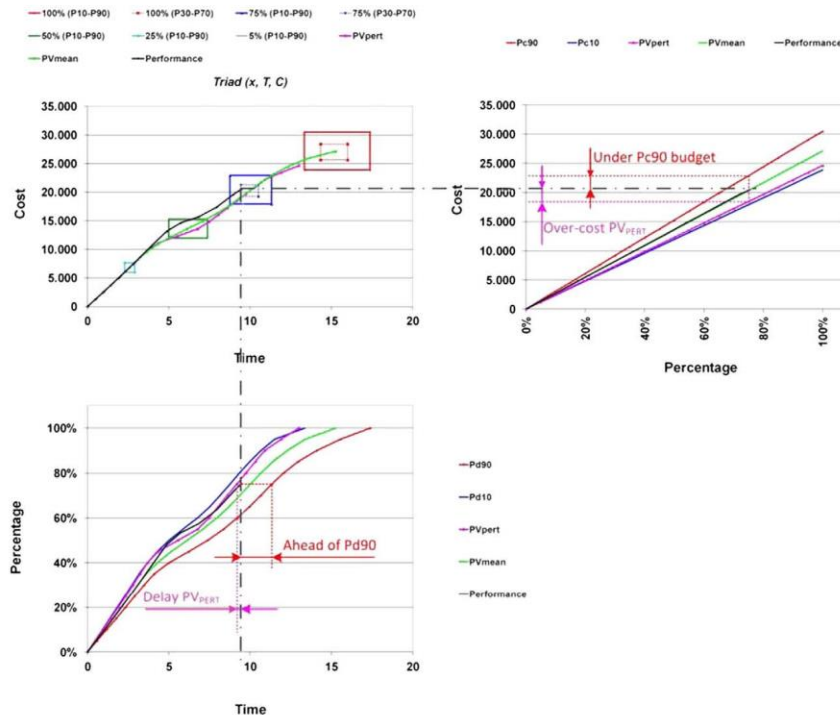 100% (P10-P90) 100% (P30-P70) 75% (P10-P90) 75% (P30-P70)
50% (P10-P90) 25% (P10-P90) 5% (P10-P90) PVpert
PVmean Performance
Triad (x, T, C)
35.000
30.000
25.000
20.000
15.000
10.000
5.000
0
Cost
0 5 10 15 20
Time
Pc90 Pc10 PVpert PVmean Performance
35.000
30.000
25.000
20.000
15.000
10.000
5.000
0
Cost
Under Pc90 budget
Over-cost PVPERT
0% 20% 40% 60% 80% 100%
Percentage
100%
80%
60%
40%
20%
0%
Percentage
Ahead of Pd90
Delay PVPERT
0 5 10 15 20
Time
Pd90
Pd10
PVpert
PVmean
Performance